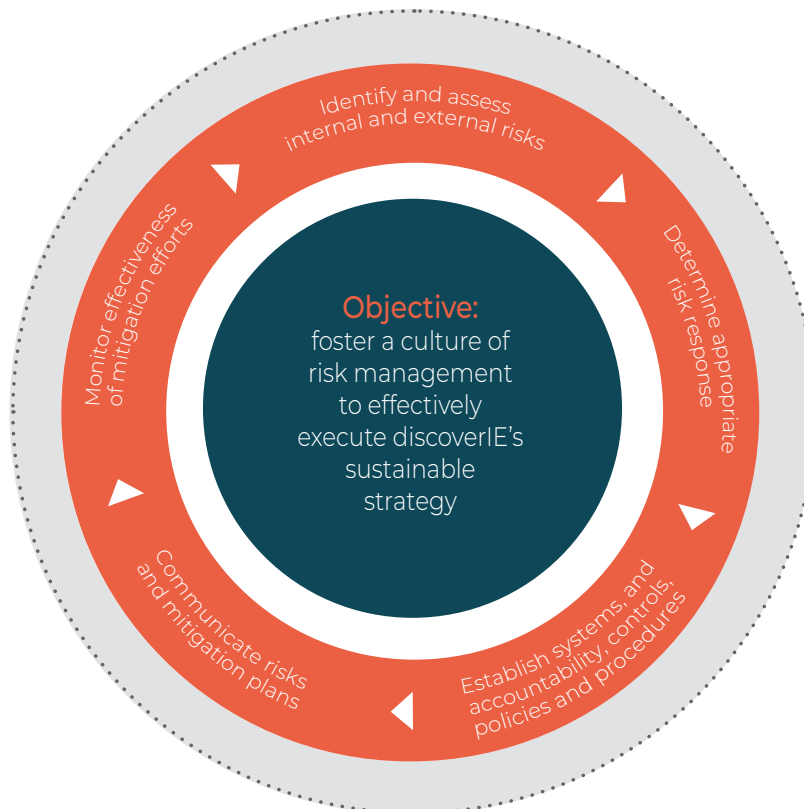 Identify and assess
internal and external risks
Determine appropriate
risk response
Establish systems, and
accountability, controls,
policies and procedures
Communicate risks
and mitigation plans
Monitor effectiveness
of mitigation efforts
Objective:
foster a culture of
risk management
to effectively
execute discoverIE’s
sustainable
strategy